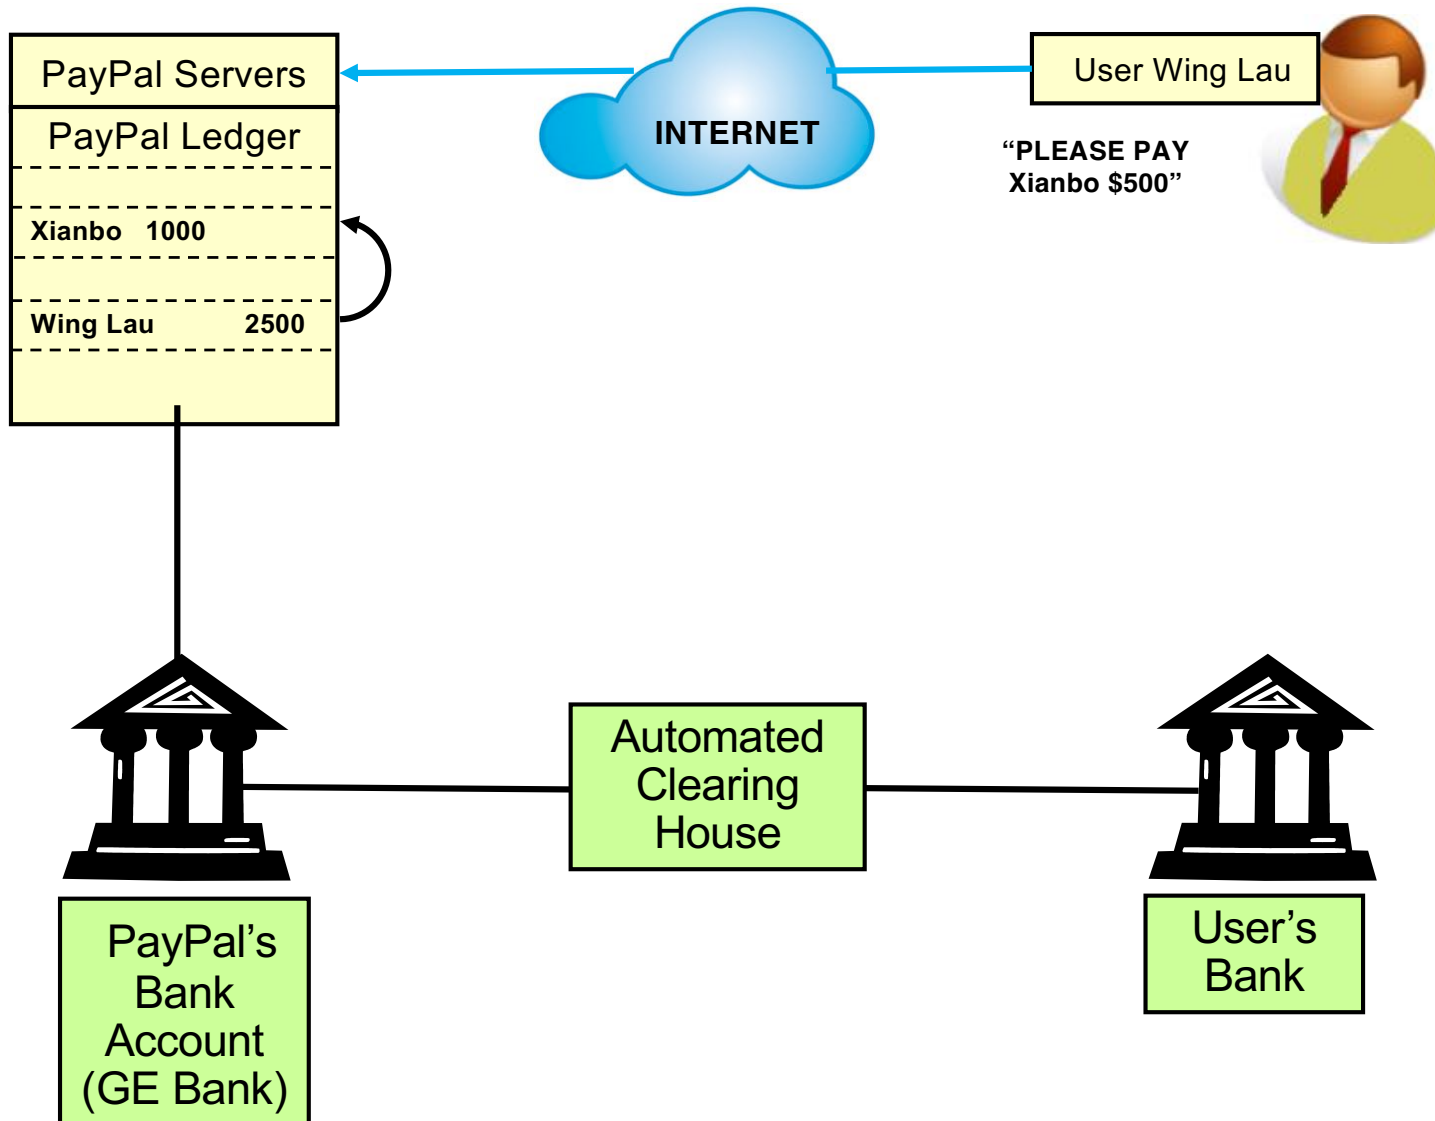 PayPal Servers
PayPal Ledger
Xianbo 1000
Wing Lau 2500
INTERNET
User Wing Lau
“PLEASE PAY
Xianbo $500”
Automated
Clearing
House
PayPal’s
Bank
Account
(GE Bank)
User’s
Bank